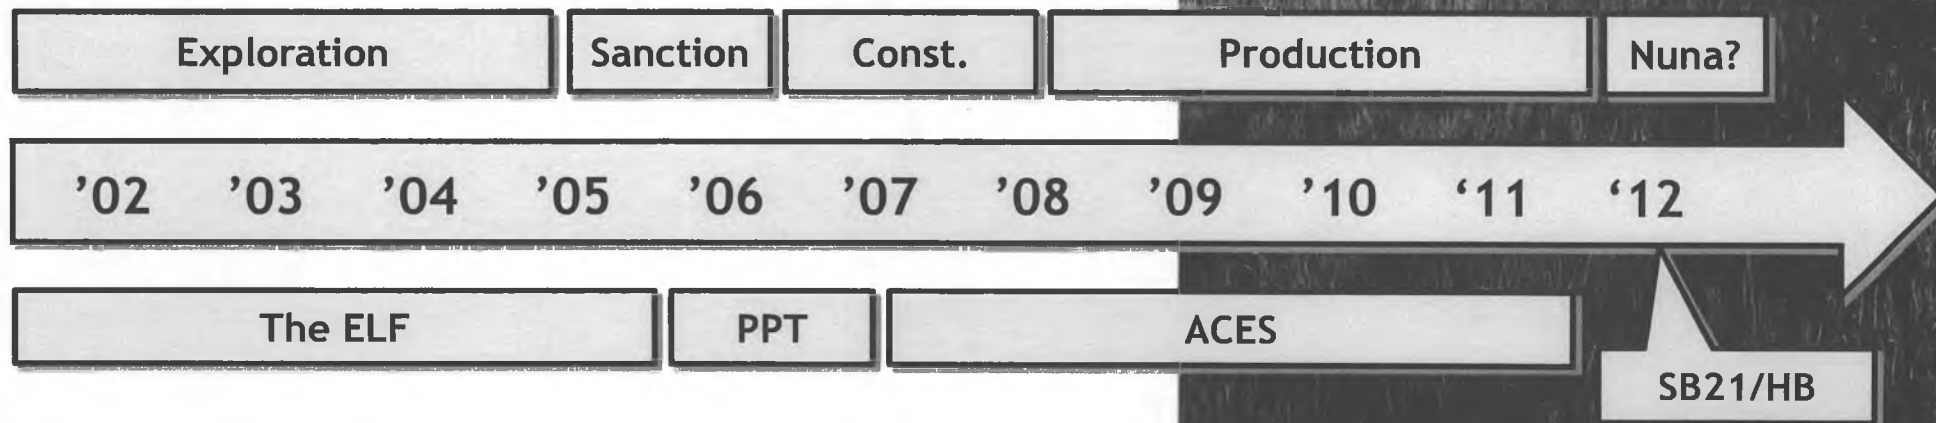 Exploration Sanction Const. Production Nuna?
’02 ’03 ’04 ’05 ’06 ’07 ’08 ’09 ’10 ‘11 ‘12
The ELF PPT ACES
SB21/HB